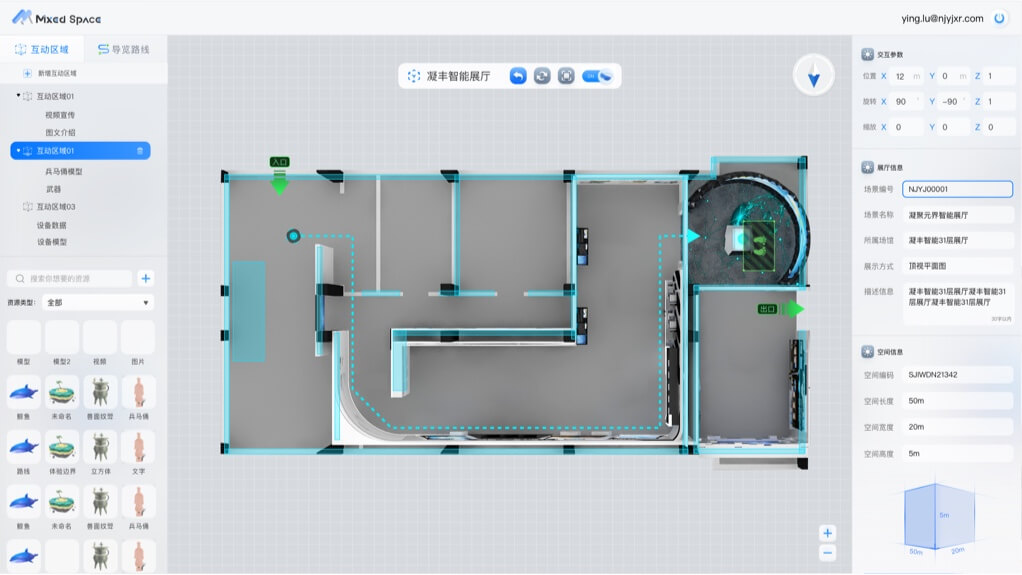 Mixed Space
ying.lu@njyjxr.com
互动区域
导览路线
新增互动区域
互动区域01
视频宣传
图文介绍
互动区域01
兵马俑模型
武器
互动区域03
设备数据
设备模型
搜索你想要的资源
资源类型： 全部
模型 模型2 视频 图片
鲸鱼 未命名 兽面纹斝 兵马俑
路线 体验边界 立方体 文字
鲸鱼 未命名 兽面纹斝 兵马俑
凝丰智能展厅
ON
入口
出口
交互参数
位置 X 12 m Y 0 m Z 1
旋转 X 90 ° Y -90 ° Z 1
缩放 X 0 Y 0 Z 0
展厅信息
场景编号 NJYJ00001
场景名称 凝聚元界智能展厅
所属场馆 凝丰智能31层展厅
展示方式 顶视平面图
描述信息 凝丰智能31层展厅凝丰智能31
层展厅凝丰智能31层展厅
30字以内
空间信息
空间编码 SJIWDN21342
空间长度 50m
空间宽度 20m
空间高度 5m
5m
50m
20m